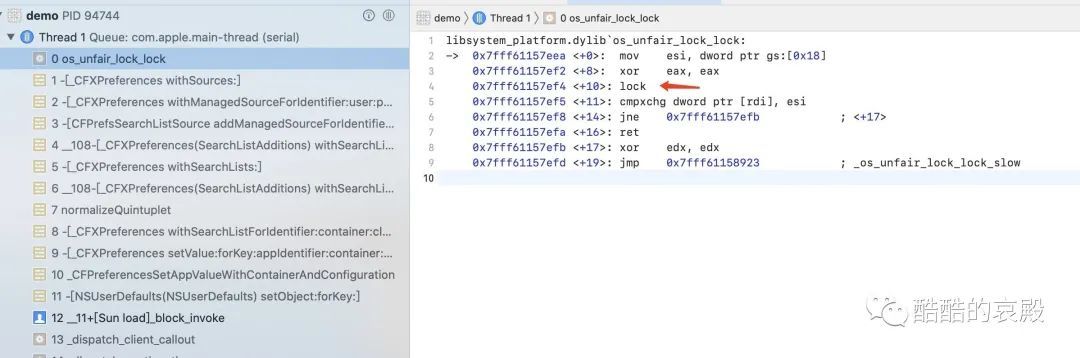 demo PID 94744
Thread 1 Queue: com.apple.main-thread (serial)
0 os_unfair_lock_lock
1 -[_CFXPreferences withSources:]
2 -[_CFXPreferences withManagedSourceForIdentifier:user:p...
3 -[CFPrefsSearchListSource addManagedSourceForIdentifie...
4 __108-[_CFXPreferences(SearchListAdditions) withSearchLi...
5 -[_CFXPreferences withSearchLists:]
6 __108-[_CFXPreferences(SearchListAdditions) withSearchLi...
7 normalizeQuintuplet
8 -[_CFXPreferences withSearchListForIdentifier:container:cl...
9 -[_CFXPreferences setValue:forKey:appIdentifier:container:...
10 _CFPreferencesSetAppValueWithContainerAndConfiguration
11 -[NSUserDefaults(NSUserDefaults) setObject:forKey:]
12 __11+[Sun load]_block_invoke
13 _dispatch_client_callout
demo 〉 Thread 1 〉 0 os_unfair_lock_lock
1 libsystem_platform.dylib`os_unfair_lock_lock:
2 -> 0x7fff61157eea <+0>: mov esi, dword ptr gs:[0x18]
3 0x7fff61157ef2 <+8>: xor eax, eax
4 0x7fff61157ef4 <+10>: lock
5 0x7fff61157ef5 <+11>: cmpxchg dword ptr [rdi], esi
6 0x7fff61157ef8 <+14>: jne 0x7fff61157efb ; <+17>
7 0x7fff61157efa <+16>: ret
8 0x7fff61157efb <+17>: xor edx, edx
9 0x7fff61157efd <+19>: jmp 0x7fff61158923 ; _os_unfair_lock_lock_slow
10
酷酷的哀殿